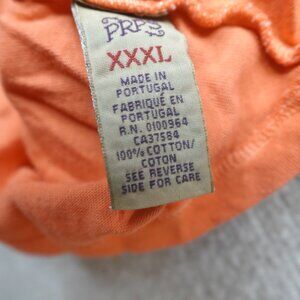 PRPS
XXXL
MADE IN
PORTUGAL
FABRIQUÉ EN
PORTUGAL
R.N. 0100964
CA37584
100% COTTON/
COTON
SEE REVERSE
SIDE FOR CARE